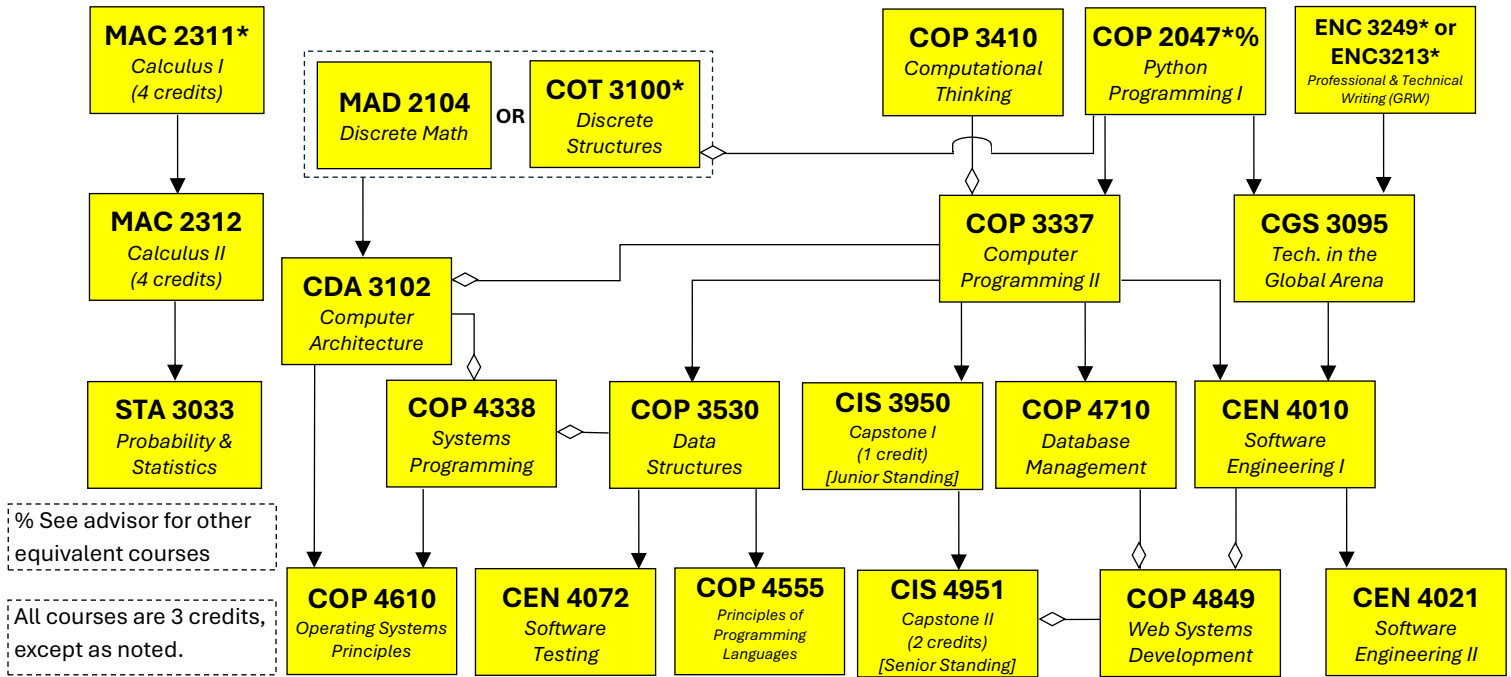 MAC 2311*
Calculus I
(4 credits)
MAD 2104
Discrete Math
OR
COT 3100*
Discrete
Structures
COP 3410
Computational
Thinking
COP 2047*%
Python
Programming I
ENC 3249* or
ENC3213*
Professional & Technical
Writing (GRW)
MAC 2312
Calculus II
(4 credits)
CDA 3102
Computer
Architecture
COP 3337
Computer
Programming II
CGS 3095
Tech. in the
Global Arena
STA 3033
Probability &
Statistics
COP 4338
Systems
Programming
COP 3530
Data
Structures
CIS 3950
Capstone I
(1 credit)
[Junior Standing]
COP 4710
Database
Management
CEN 4010
Software
Engineering I
% See advisor for other
equivalent courses
All courses are 3 credits,
except as noted.
COP 4610
Operating Systems
Principles
CEN 4072
Software
Testing
COP 4555
Principles of
Programming
Languages
CIS 4951
Capstone II
(2 credits)
[Senior Standing]
COP 4849
Web Systems
Development
CEN 4021
Software
Engineering II